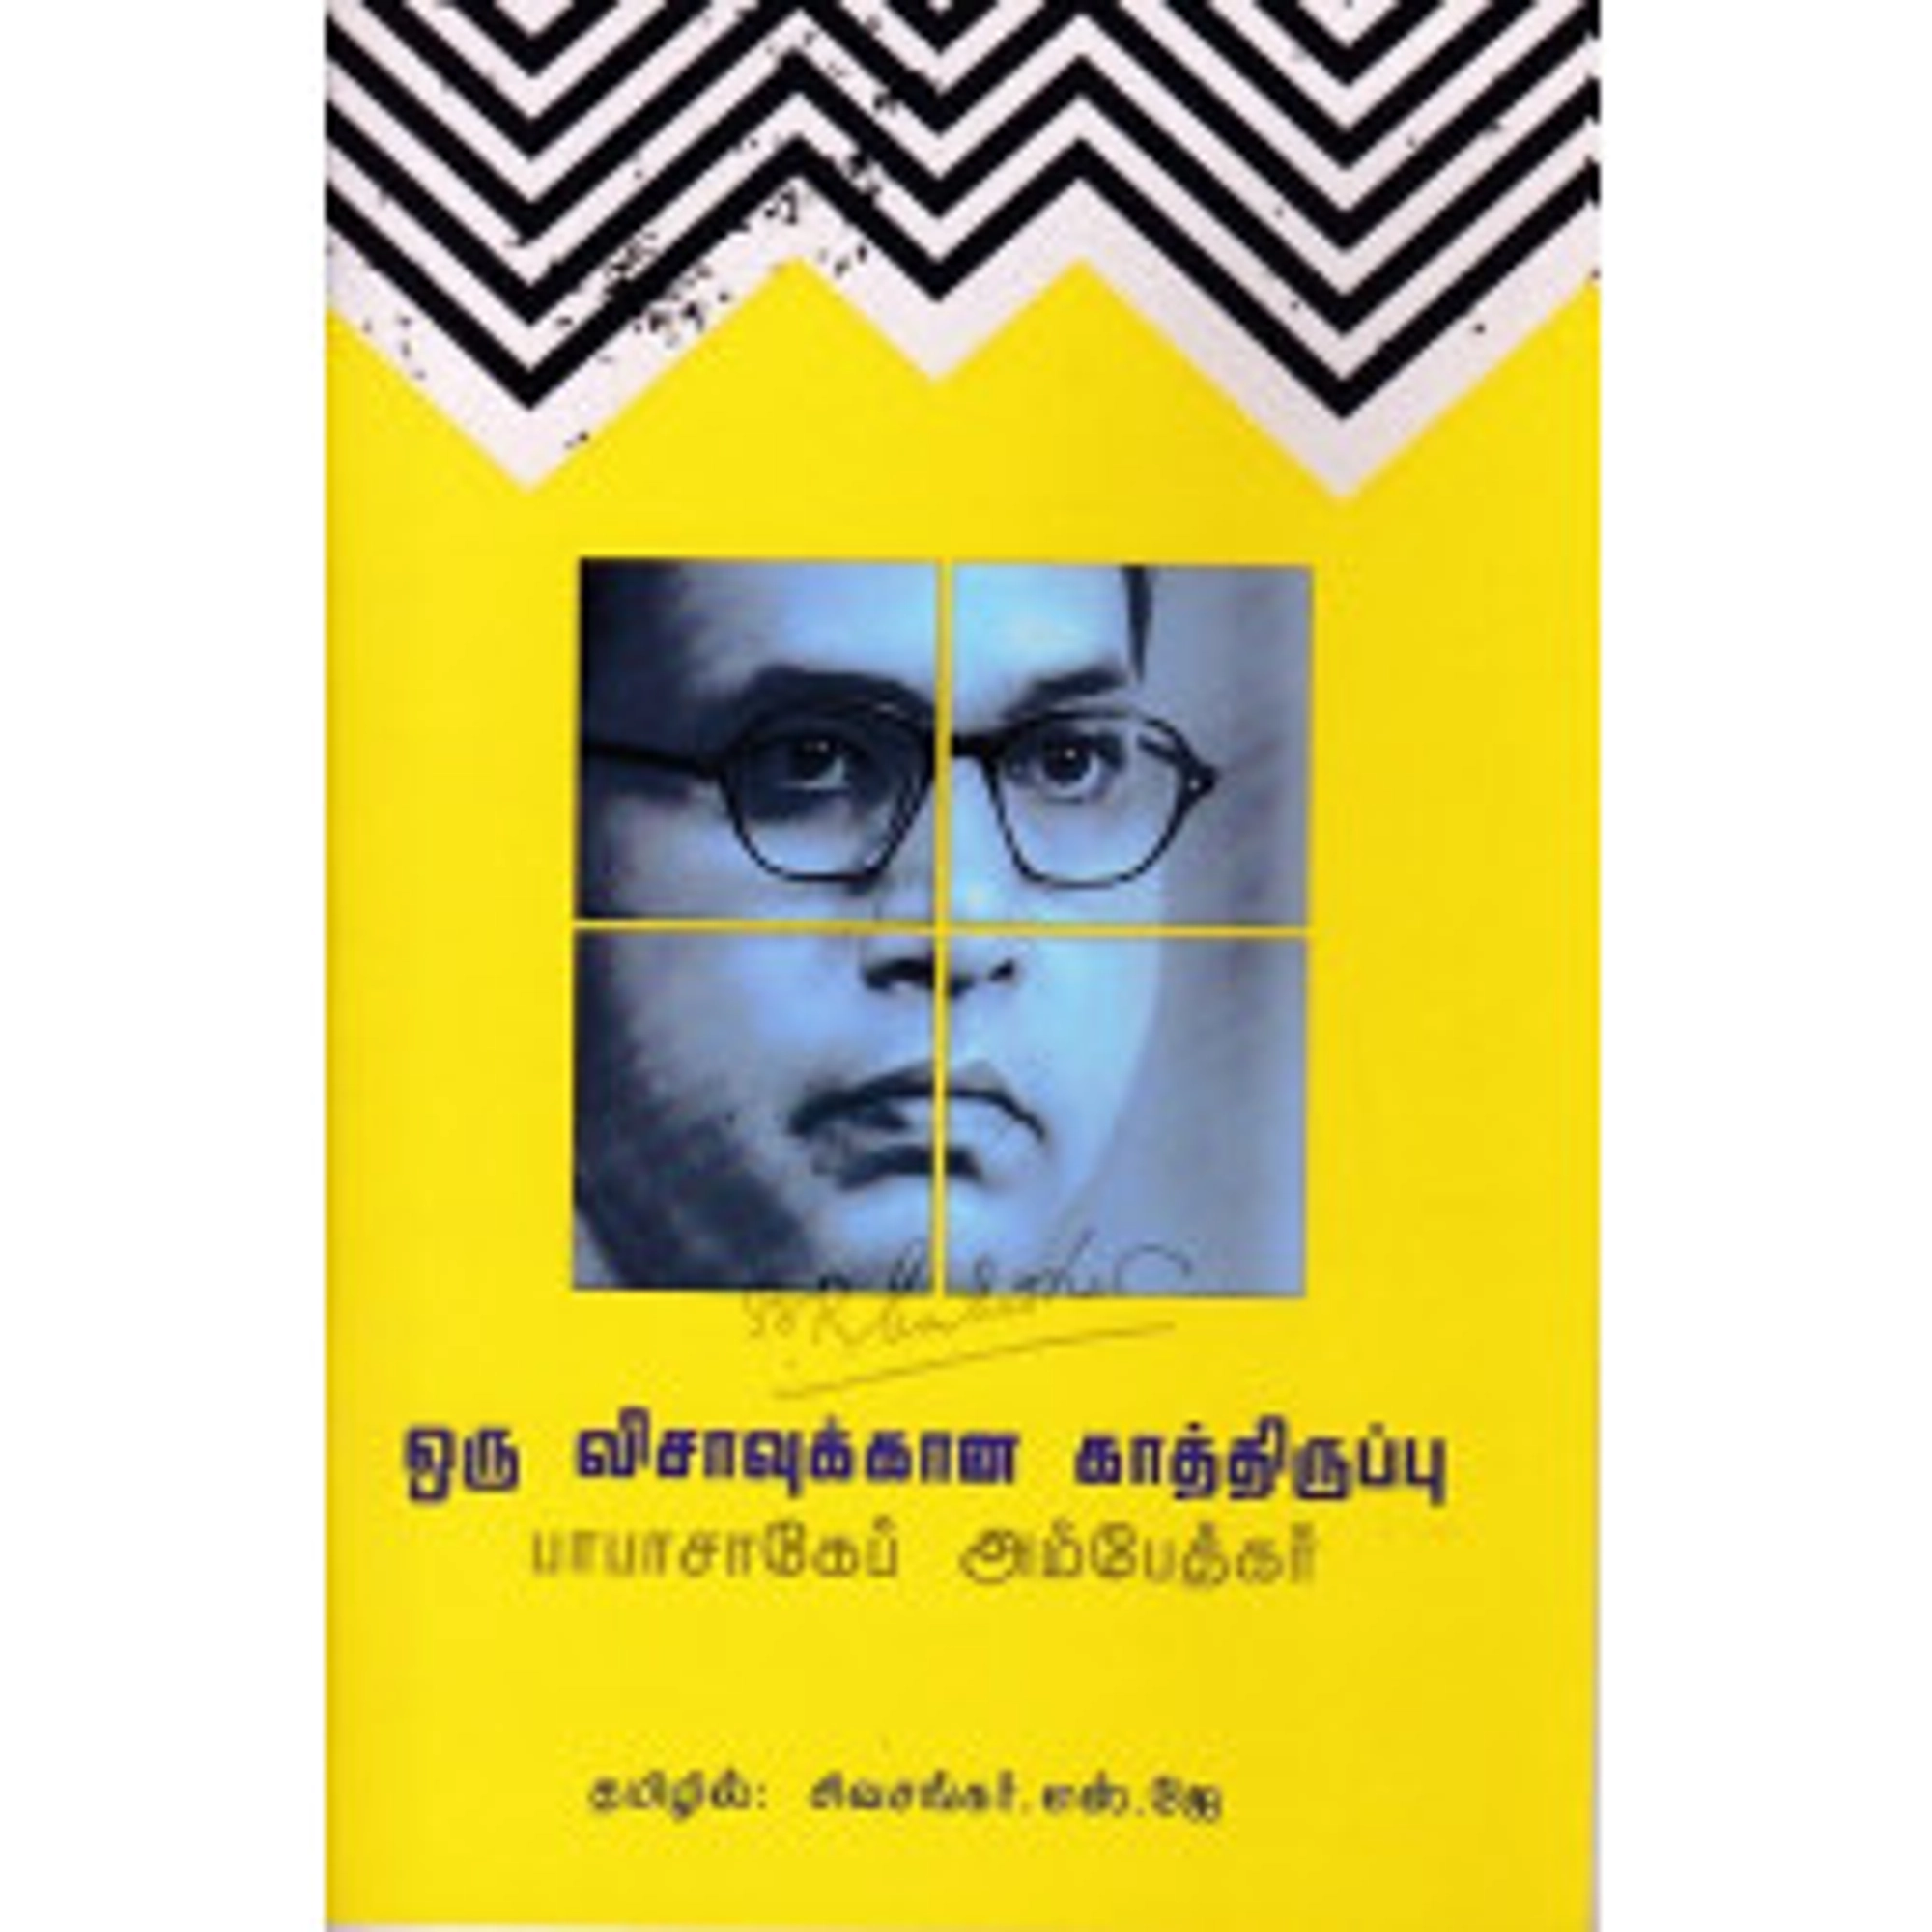 ஒரு விசாவுக்கான காத்திருப்பு
பாபாசாகேப் அம்பேத்கர்
தமிழில்: சிவசங்கர்.எஸ்.ஜே